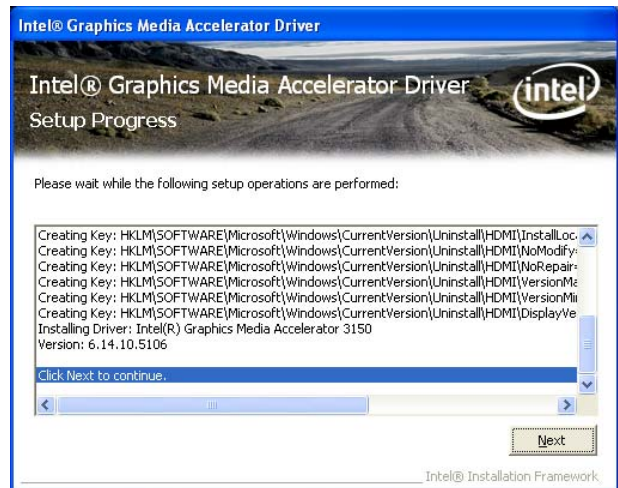 Intel® Graphics Media Accelerator Driver
Intel® Graphics Media Accelerator Driver
Setup Progress
intel
Please wait while the following setup operations are performed:
Creating Key: HKLM\SOFTWARE\Microsoft\Windows\CurrentVersion\Uninstall\HDMI\InstallLoc
Creating Key: HKLM\SOFTWARE\Microsoft\Windows\CurrentVersion\Uninstall\HDMI\NoModify=
Creating Key: HKLM\SOFTWARE\Microsoft\Windows\CurrentVersion\Uninstall\HDMI\NoRepair=
Creating Key: HKLM\SOFTWARE\Microsoft\Windows\CurrentVersion\Uninstall\HDMI\VersionMa
Creating Key: HKLM\SOFTWARE\Microsoft\Windows\CurrentVersion\Uninstall\HDMI\VersionMi
Creating Key: HKLM\SOFTWARE\Microsoft\Windows\CurrentVersion\Uninstall\HDMI\DisplayVe
Installing Driver: Intel(R) Graphics Media Accelerator 3150
Version: 6.14.10.5106
Click Next to continue.
Next
Intel® Installation Framework